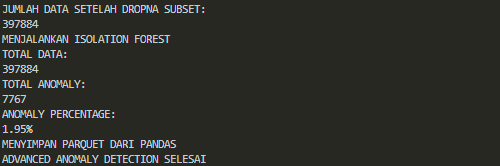 JUMLAH DATA SETELAH DROPNA SUBSET:
397884
MENJALANKAN ISOLATION FOREST
TOTAL DATA:
397884
TOTAL ANOMALY:
7767
ANOMALY PERCENTAGE:
1.95%
MENYIMPAN PARQUET DARI PANDAS
ADVANCED ANOMALY DETECTION SELESAI